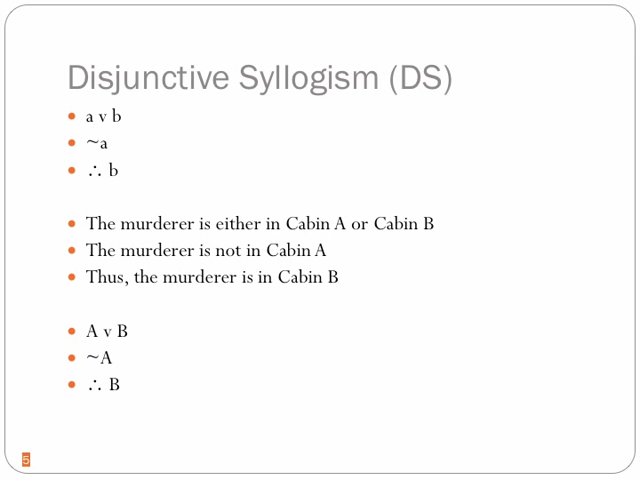 Disjunctive Syllogism (DS)
• a v b
• ~a
• ∴ b
• The murderer is either in Cabin A or Cabin B
• The murderer is not in Cabin A
• Thus, the murderer is in Cabin B
• A v B
• ~A
• ∴ B
5